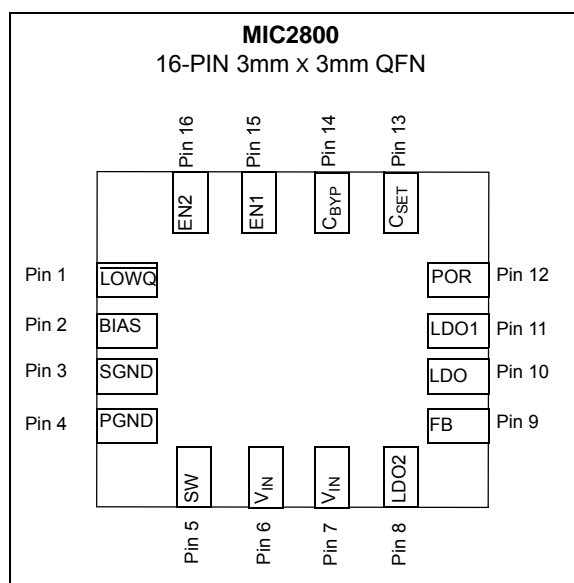 MIC2800
16-PIN 3mm x 3mm QFN
Pin 16
Pin 15
Pin 14
Pin 13
EN2
EN1
CBYP
CSET
Pin 1
LOWQ
POR
Pin 12
Pin 2
BIAS
LDO1
Pin 11
Pin 3
SGND
LDO
Pin 10
Pin 4
PGND
FB
Pin 9
SW
VIN
VIN
LDO2
Pin 5
Pin 6
Pin 7
Pin 8